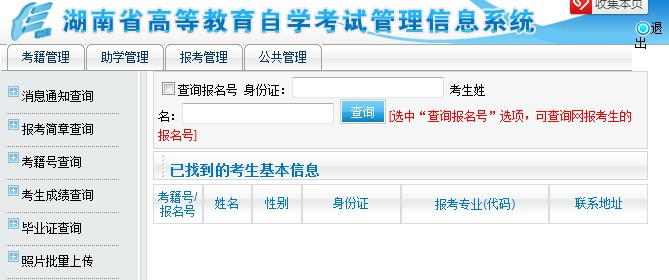 收集本页
湖南省高等教育自学考试管理信息系统
退
出
考籍管理 助学管理 报考管理 公共管理
消息通知查询
报考简章查询
考籍号查询
考生成绩查询
毕业证查询
照片批量上传
查询报名号 身份证: 考生姓
名: 查询 [选中“查询报名号”选项，可查询网报考生的
报名号]
已找到的考生基本信息
考籍号/
报名号 姓名 性别 身份证 报考专业(代码) 联系地址